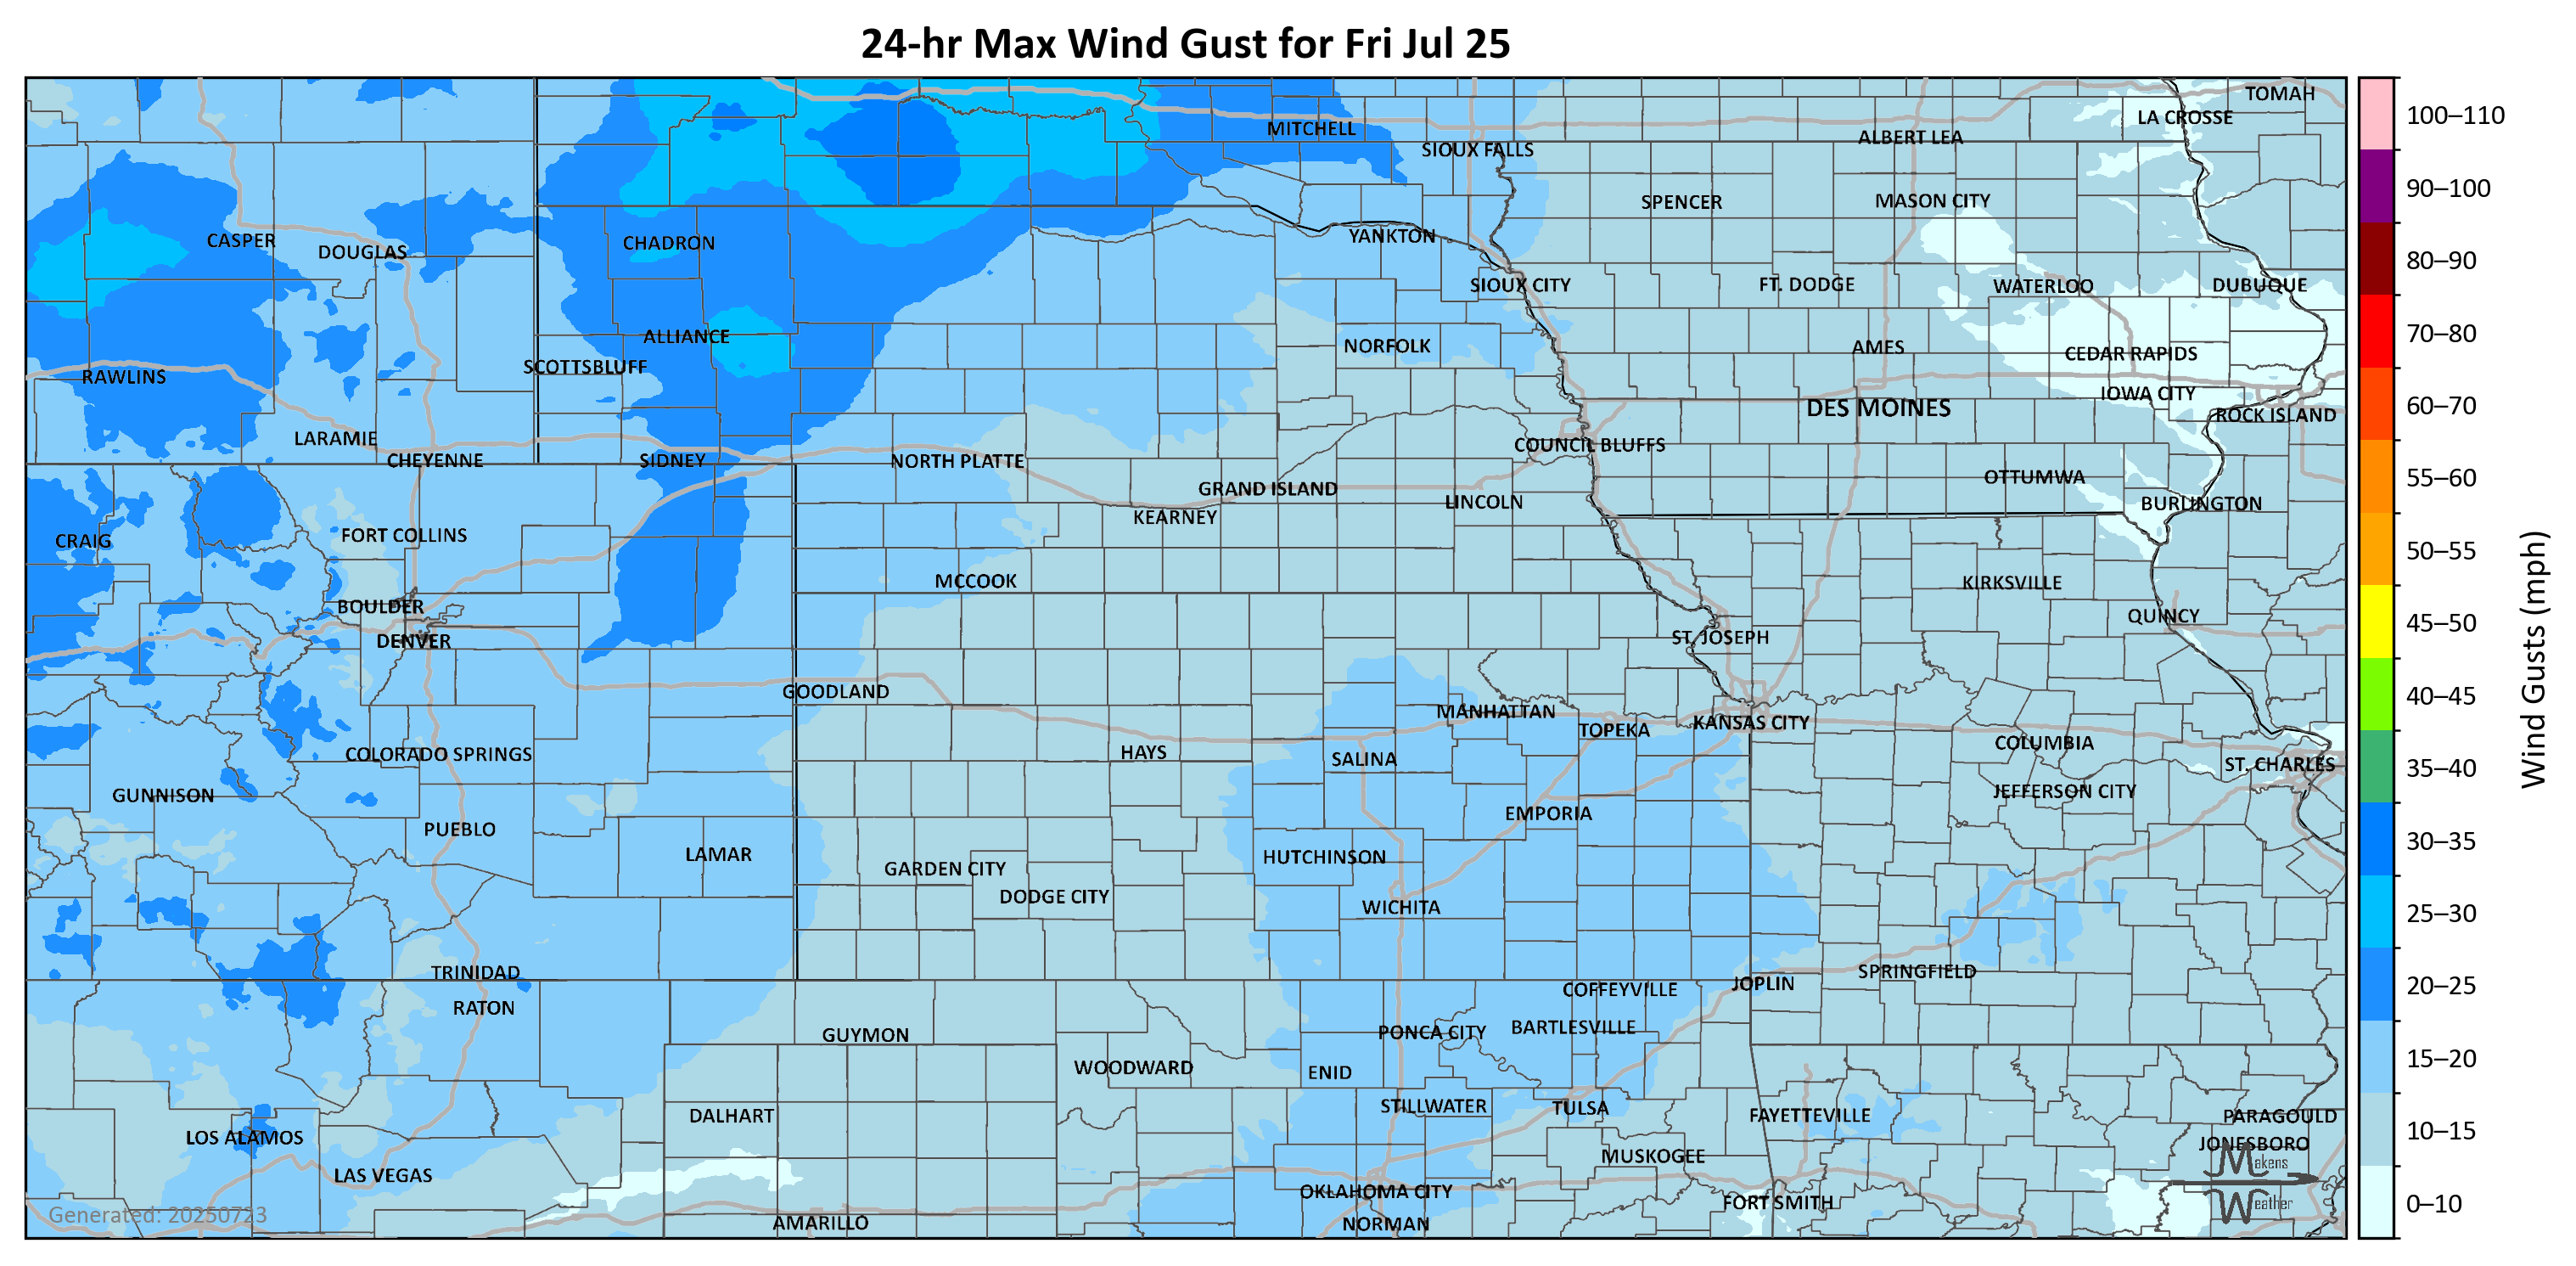 24-hr Max Wind Gust for Fri Jul 25
TOMAH
LA CROSSE
MITCHELL
ALBERT LEA
SIOUX FALLS
SPENCER
MASON CITY
CASPER
DOUGLAS
CHADRON
YANKTON
SIOUX CITY
FT. DODGE
WATERLOO
DUBUQUE
ALLIANCE
NORFOLK
AMES
CEDAR RAPIDS
SCOTTSBLUFF
RAWLINS
IOWA CITY
DES MOINES
ROCK ISLAND
LARAMIE
COUNCIL BLUFFS
CHEYENNE
SIDNEY
NORTH PLATTE
OTTUMWA
GRAND ISLAND
LINCOLN
BURLINGTON
KEARNEY
CRAIG
FORT COLLINS
MCCOOK
KIRKSVILLE
BOULDER
QUINCY
DENVER
ST. JOSEPH
GOODLAND
MANHATTAN
KANSAS CITY
TOPEKA
COLUMBIA
COLORADO SPRINGS
HAYS
SALINA
ST. CHARLES
GUNNISON
JEFFERSON CITY
EMPORIA
PUEBLO
LAMAR
HUTCHINSON
GARDEN CITY
DODGE CITY
WICHITA
TRINIDAD
SPRINGFIELD
JOPLIN
COFFEYVILLE
RATON
BARTLESVILLE
PONCA CITY
GUYMON
WOODWARD
ENID
STILLWATER
TULSA
DALHART
FAYETTEVILLE
PARAGOULD
LOS ALAMOS
JONESBORO
MUSKOGEE
LAS VEGAS
OKLAHOMA CITY
FORT SMITH
AMARILLO
NORMAN
Generated: 20250723
Makens
Weather
100–110
90–100
80–90
70–80
60–70
55–60
50–55
45–50
40–45
35–40
30–35
25–30
20–25
15–20
10–15
0–10
Wind Gusts (mph)